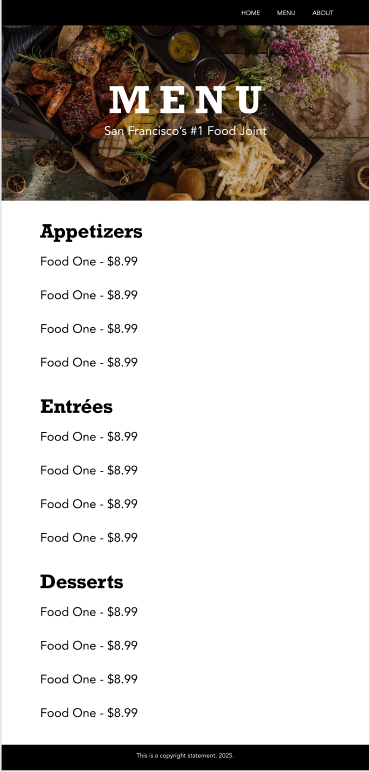 HOME MENU ABOUT
MENU
San Francisco's #1 Food Joint
Appetizers
Food One - $8.99
Food One - $8.99
Food One - $8.99
Food One - $8.99
Entrées
Food One - $8.99
Food One - $8.99
Food One - $8.99
Food One - $8.99
Desserts
Food One - $8.99
Food One - $8.99
Food One - $8.99
Food One - $8.99
This is a copyright statement. 2025.